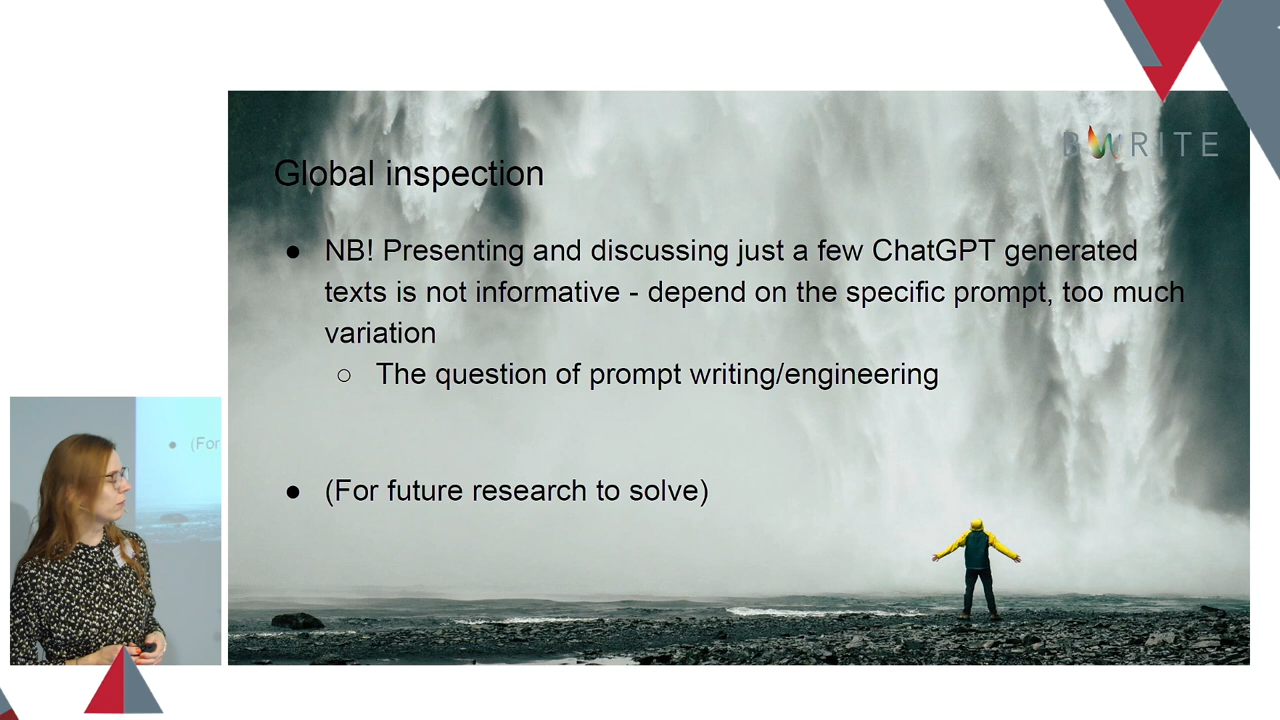 BWRITE
Global inspection
● NB! Presenting and discussing just a few ChatGPT generated
texts is not informative - depend on the specific prompt, too much
variation
○ The question of prompt writing/engineering
● (For future research to solve)
● (For